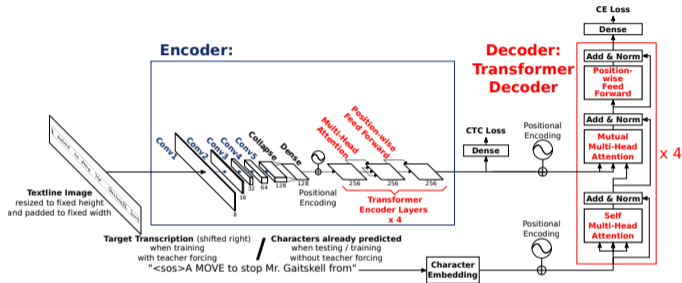 CE Loss
Dense
Encoder:
Decoder:
Transformer
Decoder
Add & Norm
Position-
wise
Feed
Forward
Add & Norm
Mutual
Multi-Head
Attention
x 4
Add & Norm
Self
Multi-Head
Attention
Conv1
Conv2
Conv3
Conv4
Conv5
Collapse
Dense
Multi-Head
Attention
Position-wise
Feed Forward
8
16
32
64
128
128
Positional
Encoding
256
256
256
Transformer
Encoder Layers
x 4
CTC Loss
Dense
Positional
Encoding
Positional
Encoding
Textline Image
resized to fixed height
and padded to fixed width
Target Transcription (shifted right)
when training
with teacher forcing
/
Characters already predicted
when testing / training
without teacher forcing
"<sos>A MOVE to stop Mr. Gaitskell from"
Character
Embedding